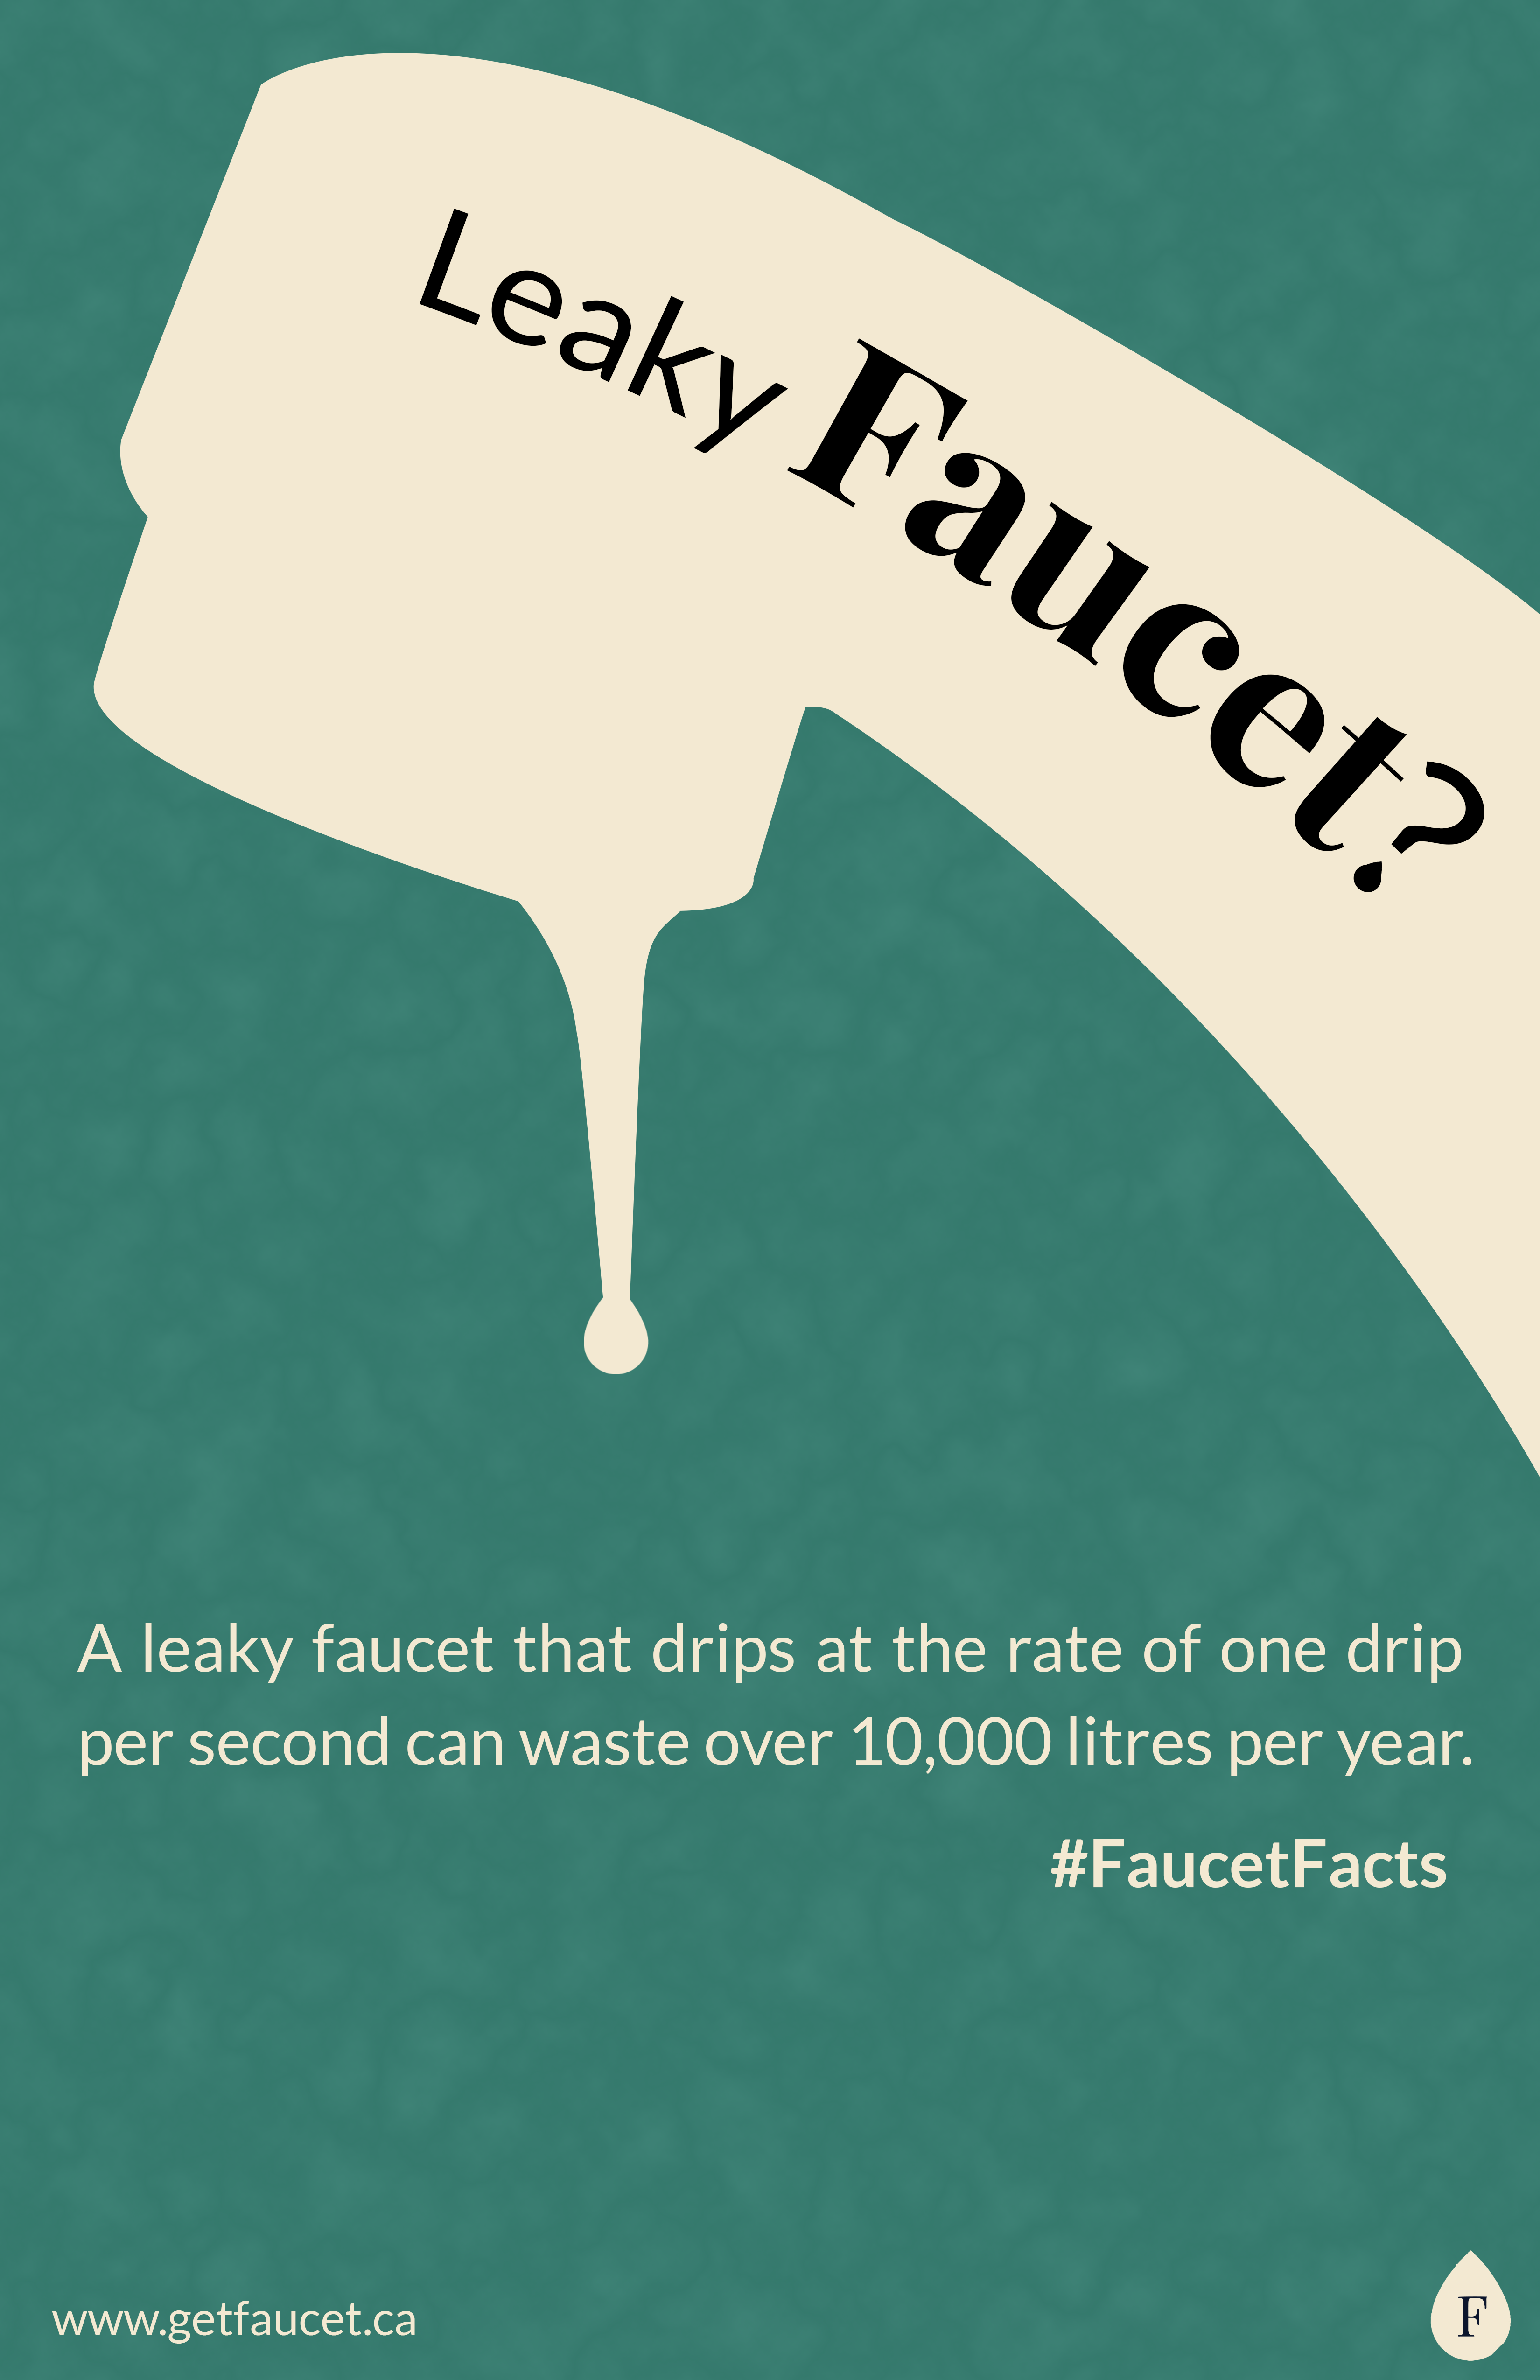 Leaky Faucet?
A leaky faucet that drips at the rate of one drip
per second can waste over 10,000 litres per year.
#FaucetFacts
www.getfaucet.ca
F